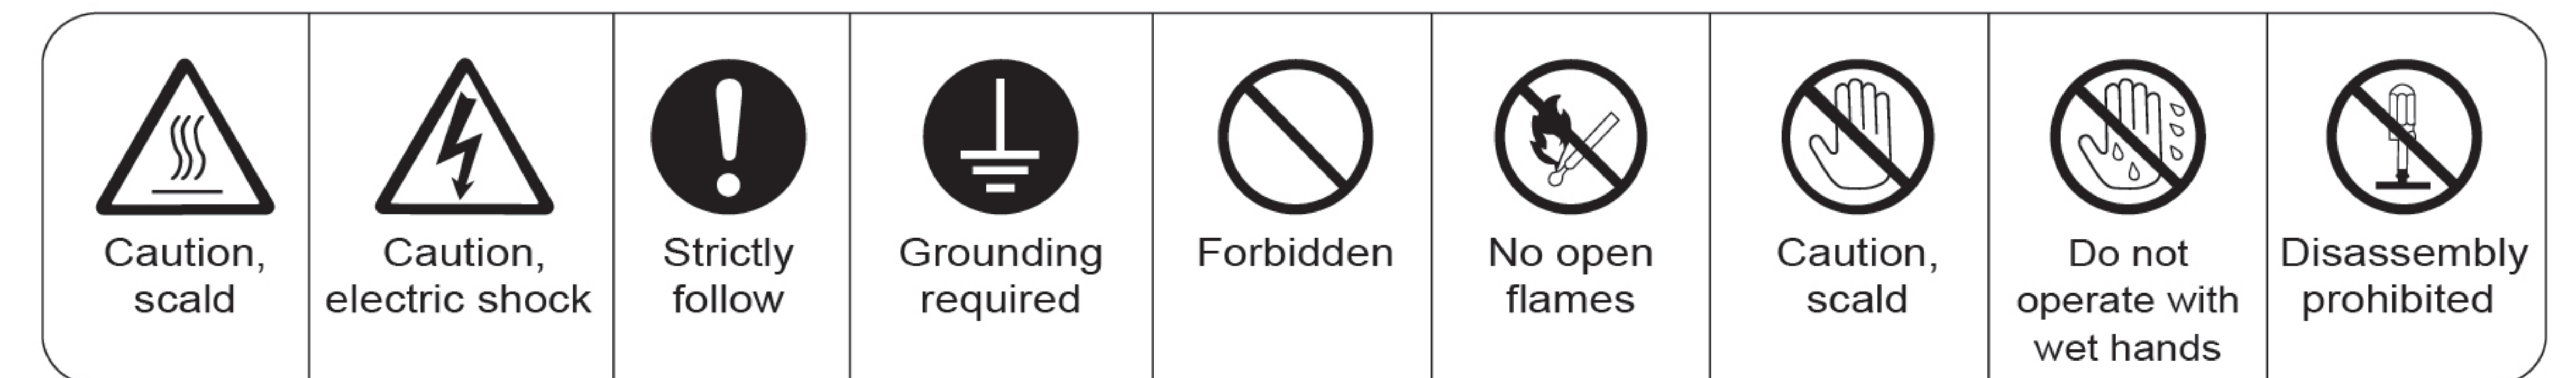 Caution,
scald
Caution,
electric shock
Strictly
follow
Grounding
required
Forbidden
No open
flames
Caution,
scald
Do not
operate with
wet hands
Disassembly
prohibited